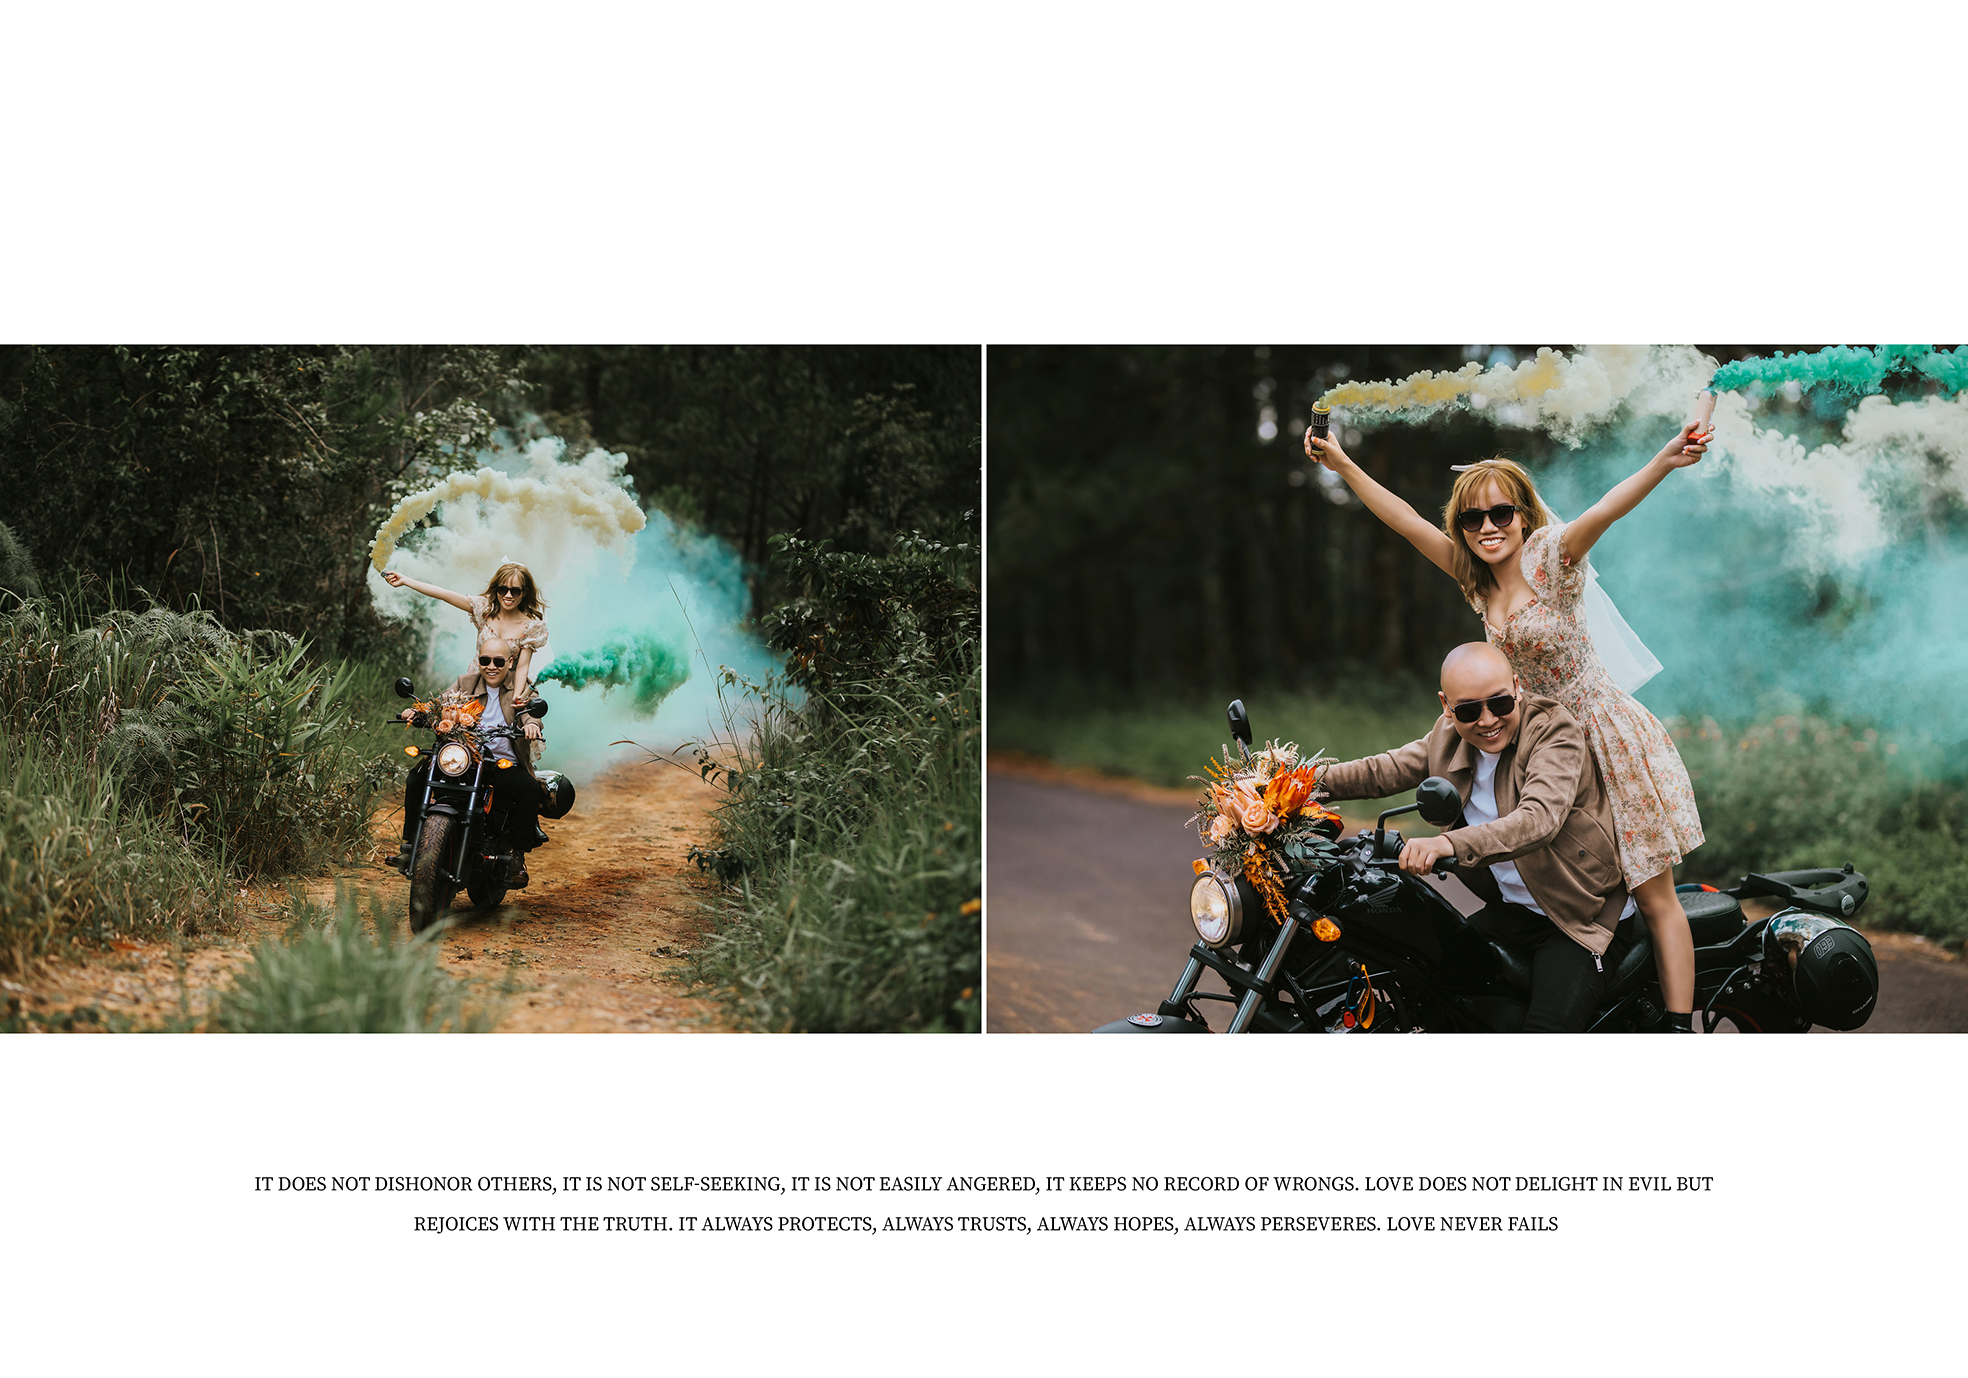 HONDA
IT DOES NOT DISHONOR OTHERS, IT IS NOT SELF-SEEKING, IT IS NOT EASILY ANGERED, IT KEEPS NO RECORD OF WRONGS. LOVE DOES NOT DELIGHT IN EVIL BUT
REJOICES WITH THE TRUTH. IT ALWAYS PROTECTS, ALWAYS TRUSTS, ALWAYS HOPES, ALWAYS PERSEVERES. LOVE NEVER FAILS